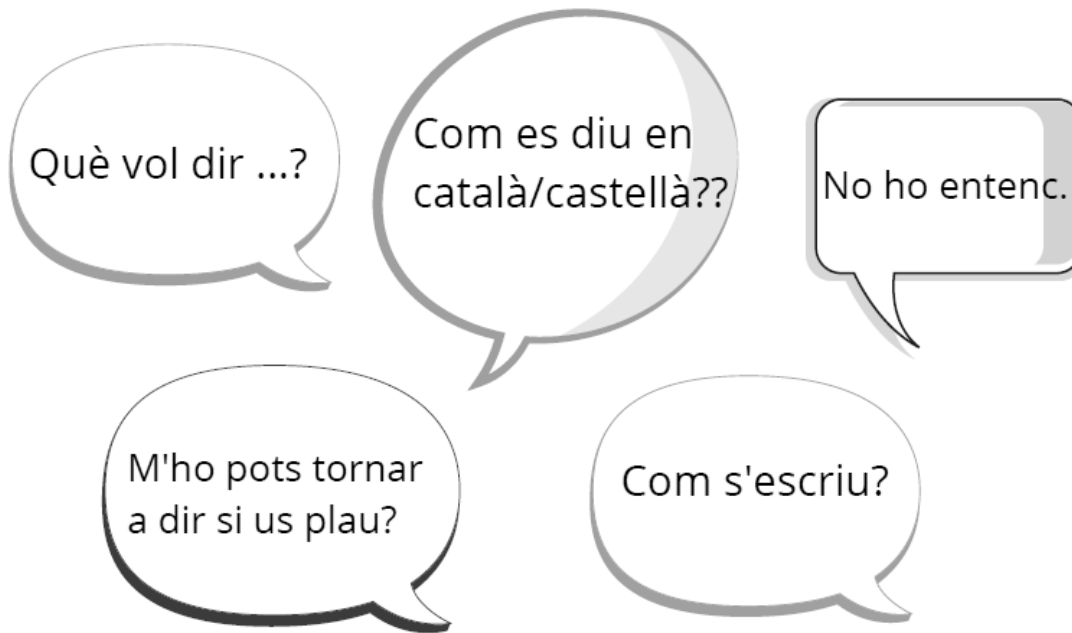 Què vol dir ...?
Com es diu en
català/castellà??
No ho entenc.
M'ho pots tornar
a dir si us plau?
Com s'escriu?